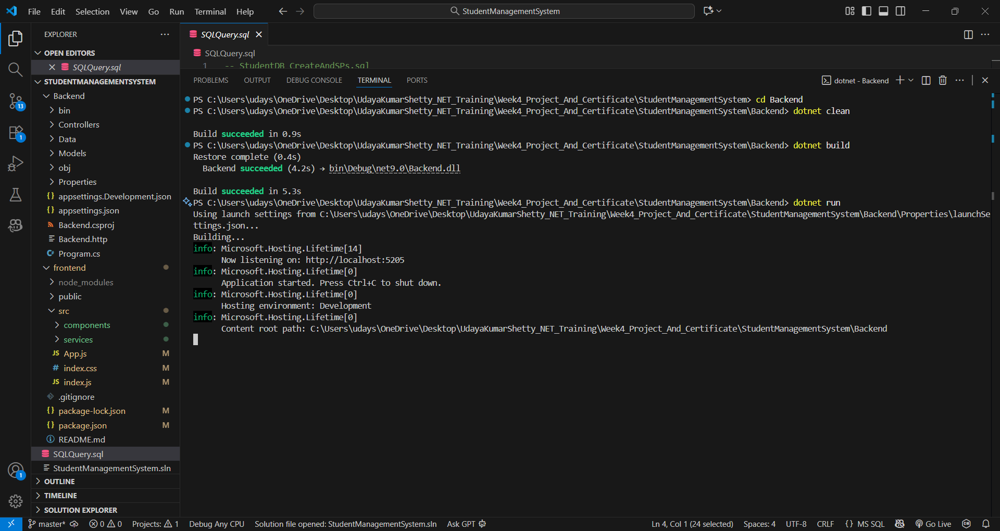 File Edit Selection View Go Run Terminal Help
StudentManagementSystem
EXPLORER
OPEN EDITORS
SQLQuery.sql
STUDENTMANAGEMENTSYSTEM
Backend
bin
Controllers
Data
Models
obj
Properties
{} appsettings.Development.json
{} appsettings.json
Backend.csproj
Backend.http
C# Program.cs
frontend
node_modules
public
src
components
services
JS App.js M
# index.css M
JS index.js M
.gitignore
{} package-lock.json M
{} package.json M
README.md
SQLQuery.sql
StudentManagementSystem.sln
OUTLINE
TIMELINE
SOLUTION EXPLORER
13
1
1
SQLQuery.sql
SQLQuery.sql
1 -- StudentDB_CreateAndSPs.sql
PROBLEMS OUTPUT DEBUG CONSOLE TERMINAL PORTS
dotnet - Backend
PS C:\Users\udays\OneDrive\Desktop\UdayaKumarShetty_NET_Training\Week4_Project_And_Certificate\StudentManagementSystem> cd Backend
PS C:\Users\udays\OneDrive\Desktop\UdayaKumarShetty_NET_Training\Week4_Project_And_Certificate\StudentManagementSystem\Backend> dotnet clean
Build succeeded in 0.9s
PS C:\Users\udays\OneDrive\Desktop\UdayaKumarShetty_NET_Training\Week4_Project_And_Certificate\StudentManagementSystem\Backend> dotnet build
Restore complete (0.4s)
Backend succeeded (4.2s) → bin\Debug\net9.0\Backend.dll
Build succeeded in 5.3s
PS C:\Users\udays\OneDrive\Desktop\UdayaKumarShetty_NET_Training\Week4_Project_And_Certificate\StudentManagementSystem\Backend> dotnet run
Using launch settings from C:\Users\udays\OneDrive\Desktop\UdayaKumarShetty_NET_Training\Week4_Project_And_Certificate\StudentManagementSystem\Backend\Properties\launchSe
ttings.json...
Building...
info: Microsoft.Hosting.Lifetime[14]
Now listening on: http://localhost:5205
info: Microsoft.Hosting.Lifetime[0]
Application started. Press Ctrl+C to shut down.
info: Microsoft.Hosting.Lifetime[0]
Hosting environment: Development
info: Microsoft.Hosting.Lifetime[0]
Content root path: C:\Users\udays\OneDrive\Desktop\UdayaKumarShetty_NET_Training\Week4_Project_And_Certificate\StudentManagementSystem\Backend
master* 0 0 Projects: 1 Debug Any CPU Solution file opened: StudentManagementSystem.sln Ask GPT Ln 4, Col 1 (24 selected) Spaces: 4 UTF-8 CRLF {} MS SQL Go Live